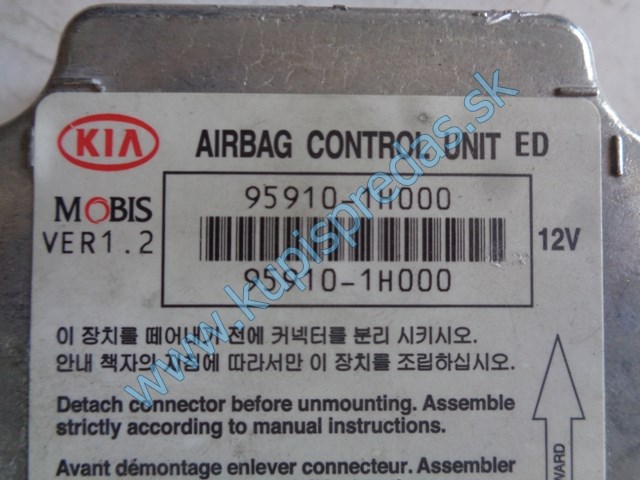 KIA
AIRBAG CONTROL UNIT ED
MOBIS
VER1.2
95910-1H000
95910-1H000
12V
이 장치를 떼어내기 전에 커넥터를 분리 시키시오.
안내 책자의 지침에 따라서만 이 장치를 조립하십시오.
Detach connector before unmounting. Assemble
strictly according to manual instructions.
Avant démontage enlever connecteur. Assembler
WARD
www.kupispredas.sk